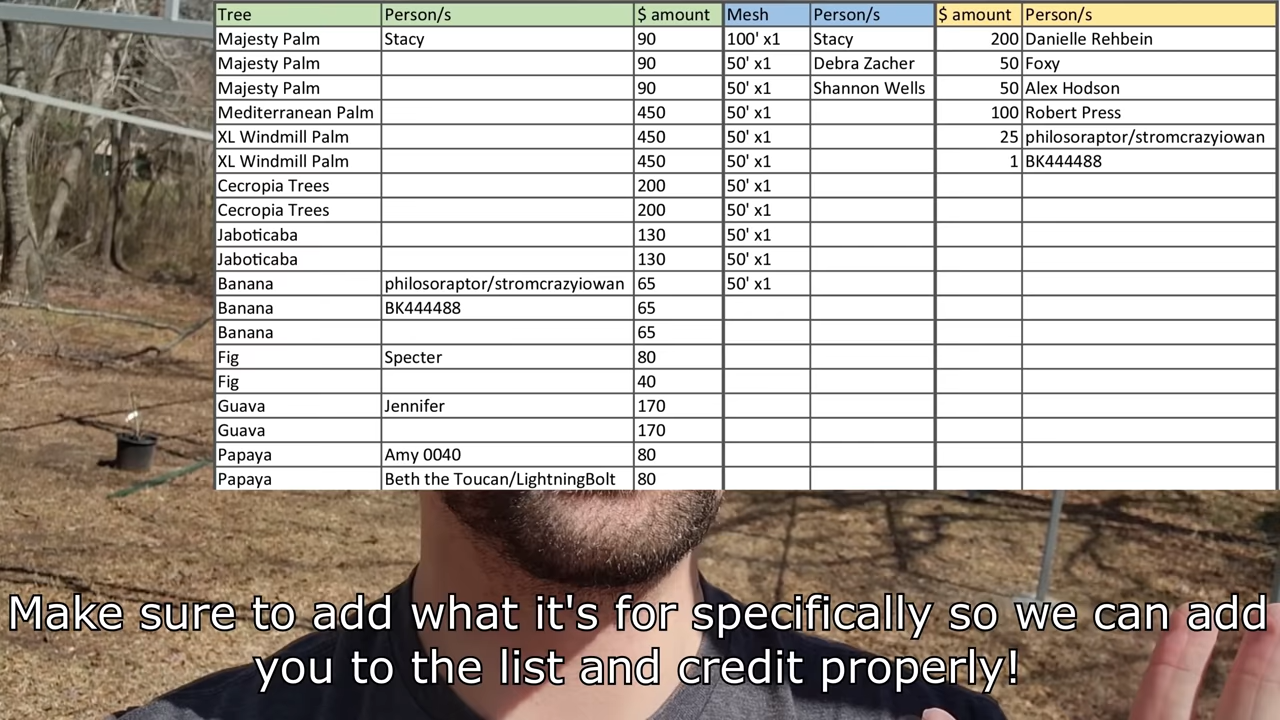 Tree Person/s $ amount Mesh Person/s $ amount Person/s
Majesty Palm Stacy 90 100' x1 Stacy 200 Danielle Rehbein
Majesty Palm 90 50' x1 Debra Zacher 50 Foxy
Majesty Palm 90 50' x1 Shannon Wells 50 Alex Hodson
Mediterranean Palm 450 50' x1 100 Robert Press
XL Windmill Palm 450 50' x1 25 philosoraptor/stromcrazyiowan
XL Windmill Palm 450 50' x1 1 BK444488
Cecropia Trees 200 50' x1
Cecropia Trees 200 50' x1
Jaboticaba 130 50' x1
Jaboticaba 130 50' x1
Banana philosoraptor/stromcrazyiowan 65 50' x1
Banana BK444488 65
Banana 65
Fig Specter 80
Fig 40
Guava Jennifer 170
Guava 170
Papaya Amy 0040 80
Papaya Beth the Toucan/LightningBolt 80
Make sure to add what it's for specifically so we can add
you to the list and credit properly!